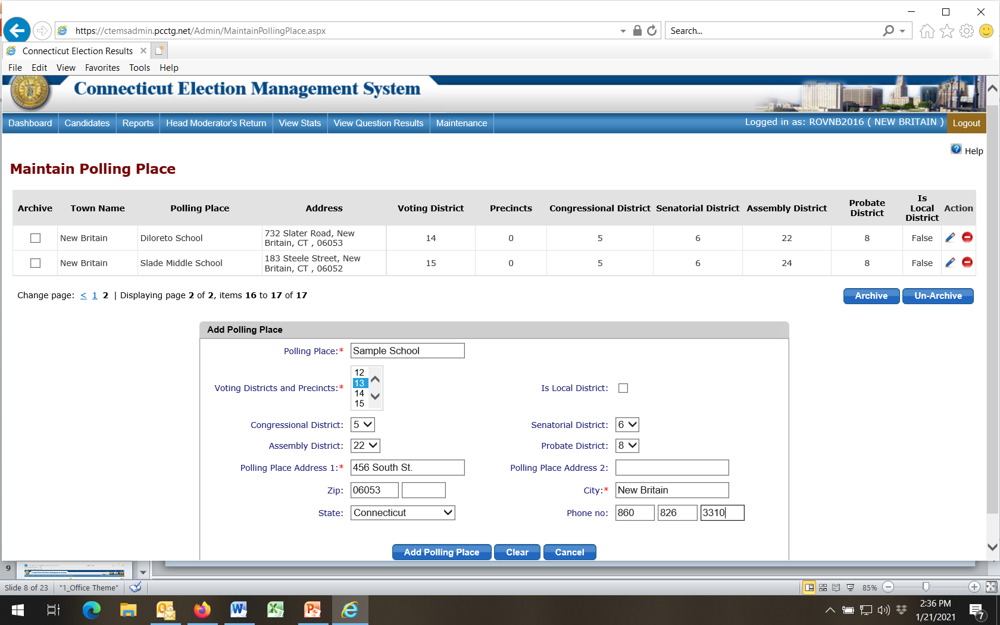 https://ctemsadmin.pcctg.net/Admin/MaintainPollingPlace.aspx
Search...
Connecticut Election Results
File Edit View Favorites Tools Help
Connecticut Election Management System
Dashboard Candidates Reports Head Moderator's Return View Stats View Question Results Maintenance Logged in as: ROVNB2016 ( NEW BRITAIN ) Logout
Help
Maintain Polling Place
Archive Town Name Polling Place Address Voting District Precincts Congressional District Senatorial District Assembly District Probate District Is Local District Action
New Britain Diloreto School 732 Slater Road, New Britain, CT , 06053 14 0 5 6 22 8 False
New Britain Slade Middle School 183 Steele Street, New Britain, CT , 06052 15 0 5 6 24 8 False
Change page: < 1 2 | Displaying page 2 of 2, items 16 to 17 of 17
Archive Un-Archive
Add Polling Place
Polling Place:* Sample School
Voting Districts and Precincts:* 12 13 14 15 Is Local District:
Congressional District: 5 Senatorial District: 6
Assembly District: 22 Probate District: 8
Polling Place Address 1:* 456 South St. Polling Place Address 2:
Zip: 06053 City:* New Britain
State: Connecticut Phone no: 860 826 3310
Add Polling Place Clear Cancel
9
Slide 8 of 23 "1_Office Theme" 85%
2:36 PM
1/21/2021
7